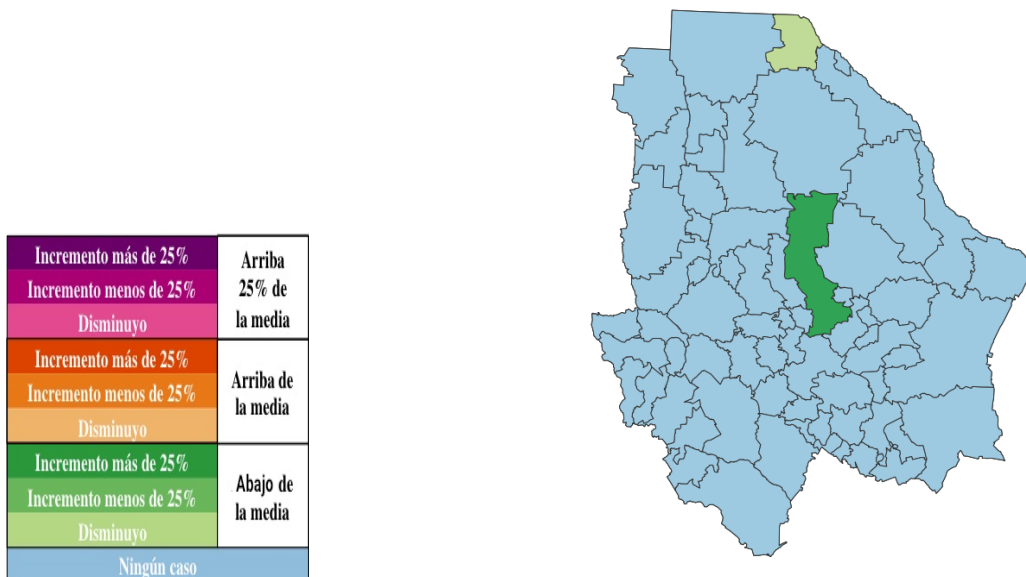 Incremento más de 25%
Incremento menos de 25%
Disminuyo
Arriba
25% de
la media
Incremento más de 25%
Incremento menos de 25%
Disminuyo
Arriba de
la media
Incremento más de 25%
Incremento menos de 25%
Disminuyo
Abajo de
la media
Ningún caso